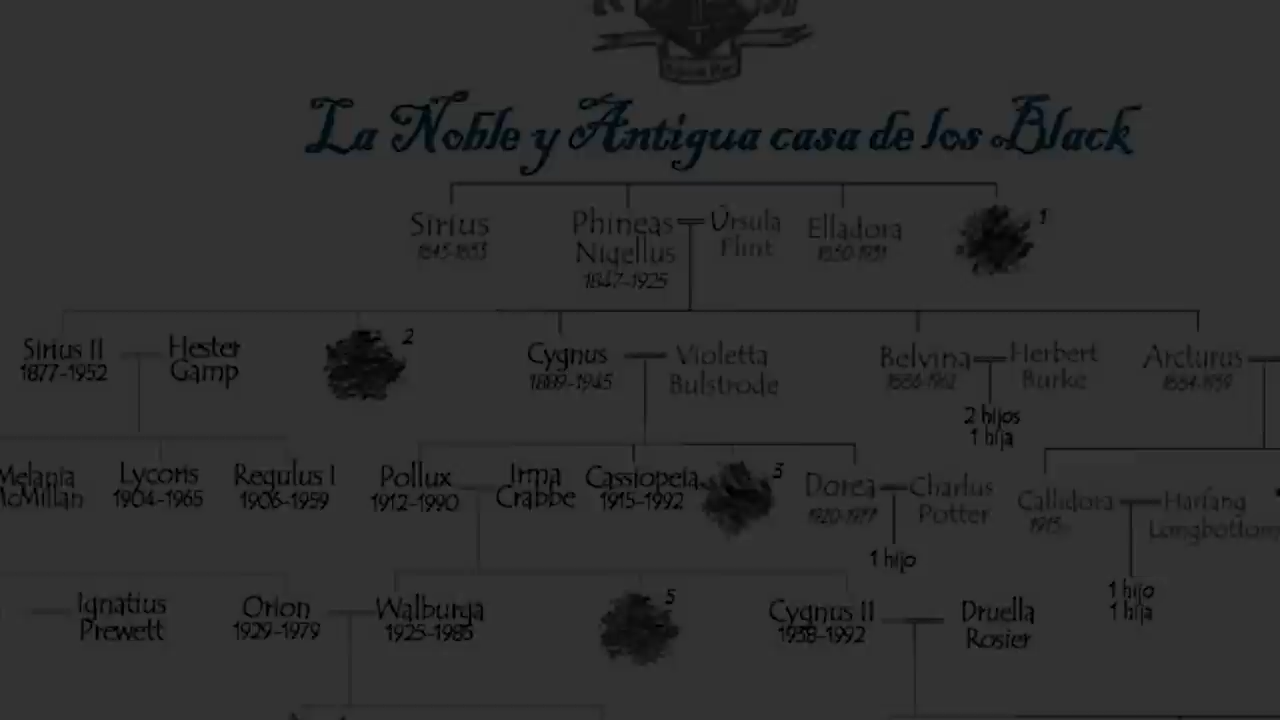 La Noble y Antigua casa de los Black
Sirius
1845-1853
Phineas
Nigellus
1847-1925
Úrsula
Flint
Elladora
1850-1931
1
Sirius II
1877-1952
Hester
Gamp
2
Cygnus
1889-1945
Violetta
Bulstrode
Belvina
1886-1962
Herbert
Burke
2 hijos
1 hija
Arcturus
1884-1959
Melania
McMillan
Lycoris
1904-1965
Regulus I
1906-1959
Pollux
1912-1990
Irma
Crabbe
Cassiopeia
1915-1992
3
Dorea
1920-1977
Charlus
Potter
1 hijo
Callidora
1915-
Harfang
Longbottom
1 hijo
1 hija
Ignatius
Prewett
Orion
1929-1979
Walburga
1925-1985
5
Cygnus II
1938-1992
Druella
Rosier